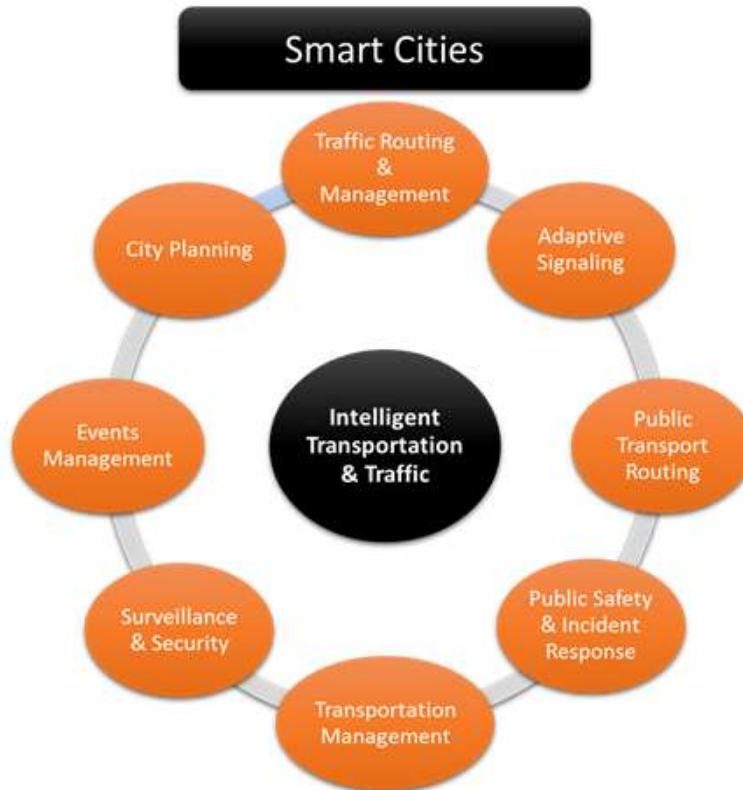 Smart Cities
Traffic Routing
&
Management
Adaptive
Signaling
Public
Transport
Routing
Public Safety
& Incident
Response
Transportation
Management
Surveillance
& Security
Events
Management
City Planning
Intelligent
Transportation
& Traffic